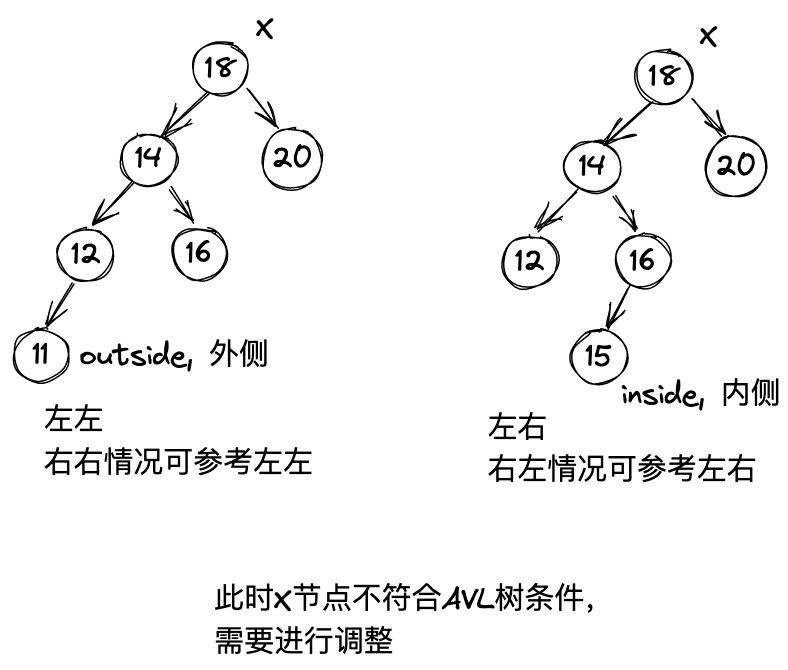 X
18
14
20
12
16
11
outside, 外侧
左左
右右情况可参考左左
X
18
14
20
12
16
15
inside, 内侧
左右
右左情况可参考左右
此时X节点不符合AVL树条件,
需要进行调整